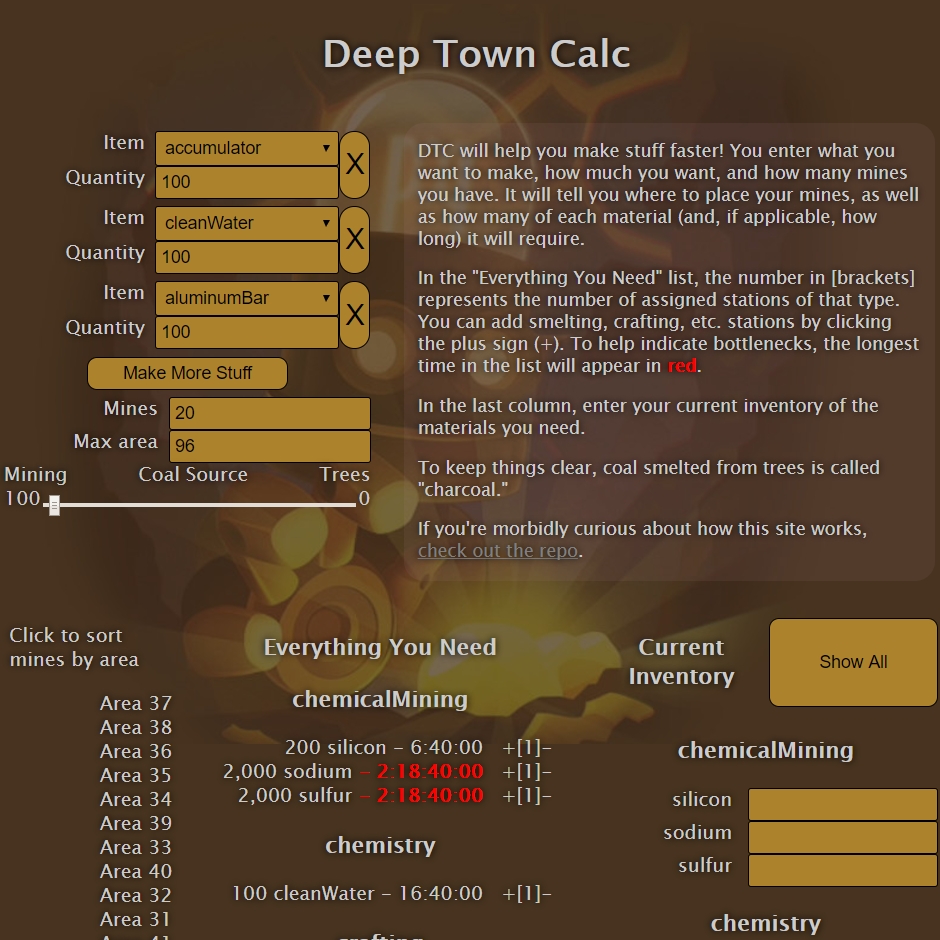 Deep Town Calc
Item accumulator
Quantity 100
X
Item cleanWater
Quantity 100
X
Item aluminumBar
Quantity 100
X
Make More Stuff
Mines 20
Max area 96
Mining Coal Source Trees
100 0
DTC will help you make stuff faster! You enter what you
want to make, how much you want, and how many mines
you have. It will tell you where to place your mines, as well
as how many of each material (and, if applicable, how
long) it will require.
In the "Everything You Need" list, the number in [brackets]
represents the number of assigned stations of that type.
You can add smelting, crafting, etc. stations by clicking
the plus sign (+). To help indicate bottlenecks, the longest
time in the list will appear in red.
In the last column, enter your current inventory of the
materials you need.
To keep things clear, coal smelted from trees is called
"charcoal."
If you're morbidly curious about how this site works,
check out the repo.
Click to sort
mines by area
Area 37
Area 38
Area 36
Area 35
Area 34
Area 39
Area 33
Area 40
Area 32
Area 31
Everything You Need
chemicalMining
200 silicon - 6:40:00 +[1]-
2,000 sodium - 2:18:40:00 +[1]-
2,000 sulfur - 2:18:40:00 +[1]-
chemistry
100 cleanWater - 16:40:00 +[1]-
Current
Inventory
Show All
chemicalMining
silicon
sodium
sulfur
chemistry